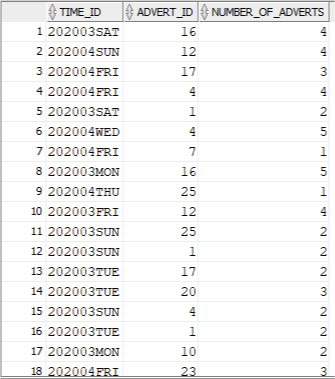 TIME_ID ADVERT_ID NUMBER_OF_ADVERTS
1 202003SAT 16 4
2 202004SUN 12 4
3 202004FRI 17 3
4 202004FRI 4 4
5 202003SAT 1 2
6 202004WED 4 5
7 202004FRI 7 1
8 202003MON 16 5
9 202004THU 25 1
10 202003FRI 12 4
11 202003SUN 25 2
12 202003SUN 1 2
13 202003TUE 17 2
14 202003TUE 20 3
15 202003SUN 4 2
16 202003TUE 1 2
17 202003MON 10 2
18 202004FRI 23 3